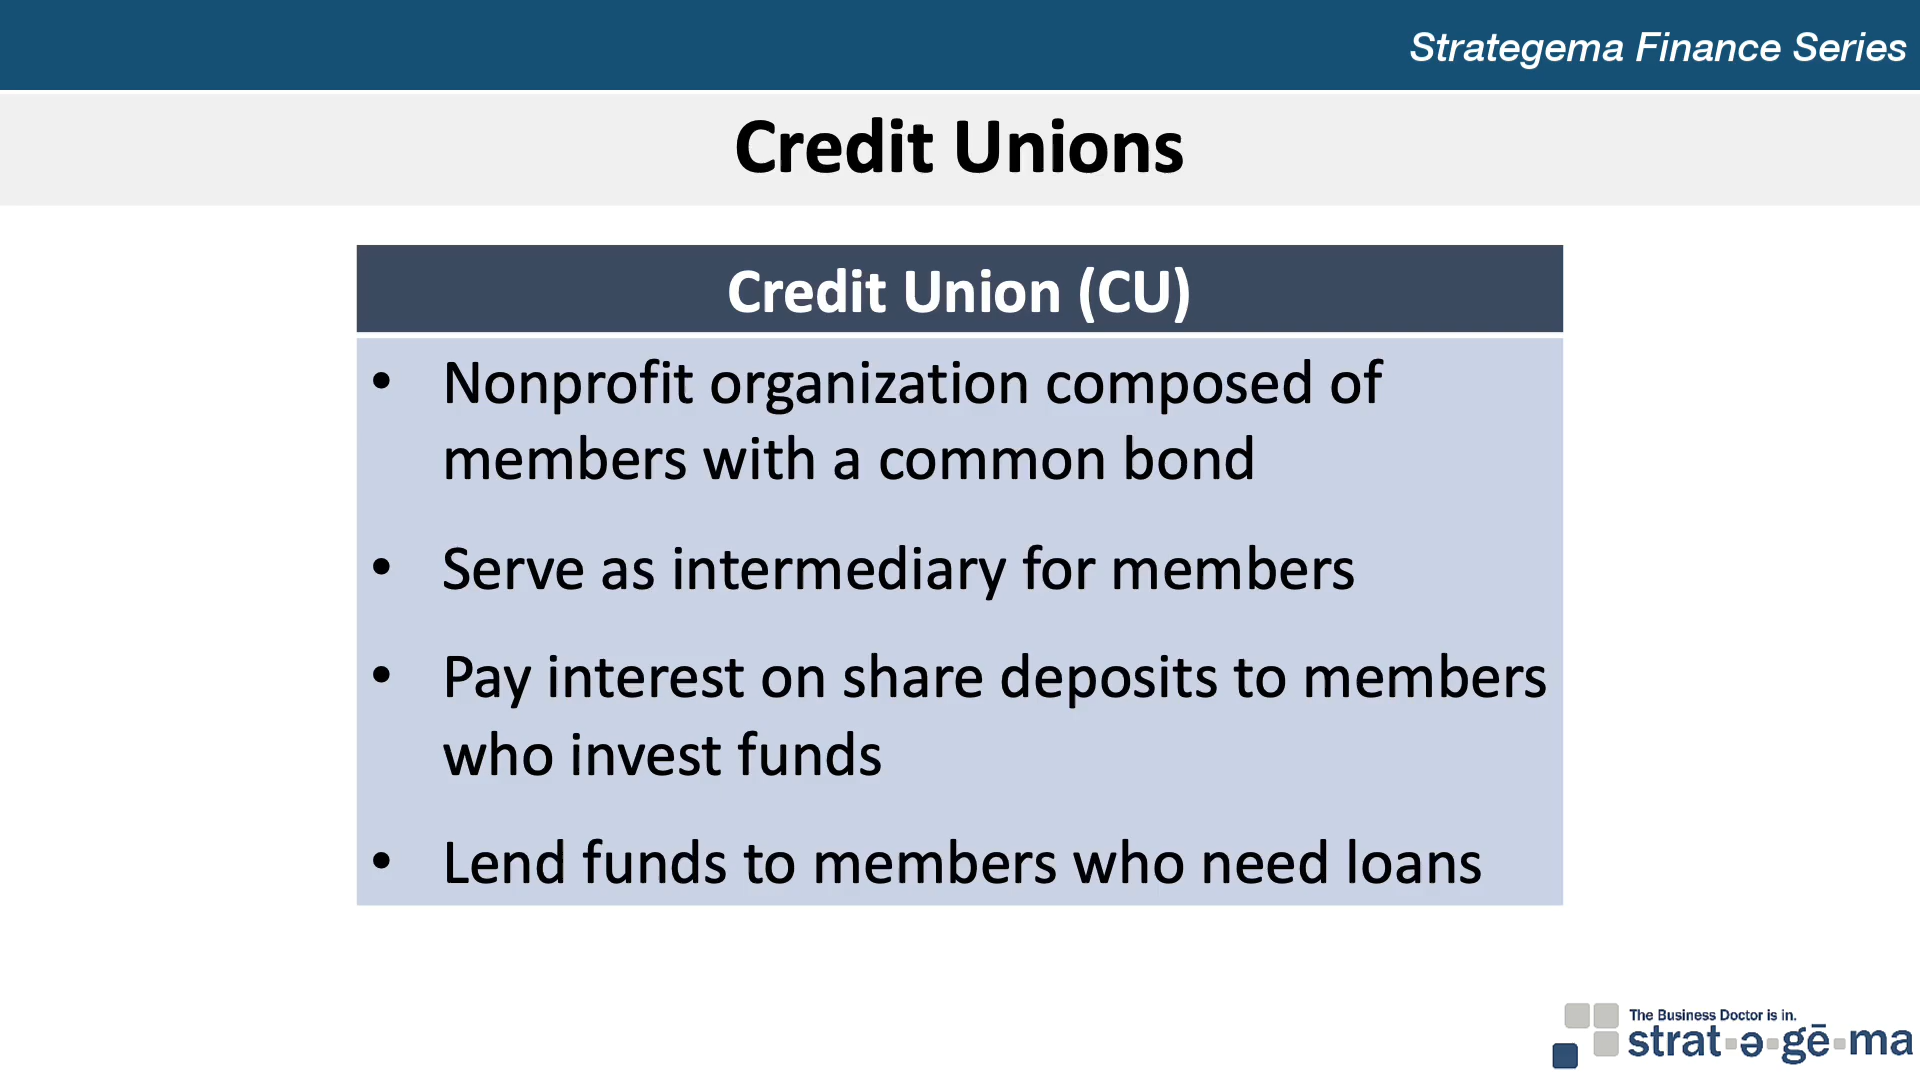 Strategema Finance Series
Credit Unions
Credit Union (CU)
• Nonprofit organization composed of
members with a common bond
• Serve as intermediary for members
• Pay interest on share deposits to members
who invest funds
• Lend funds to members who need loans
The Business Doctor is in.
strat▪ə▪gē▪ma